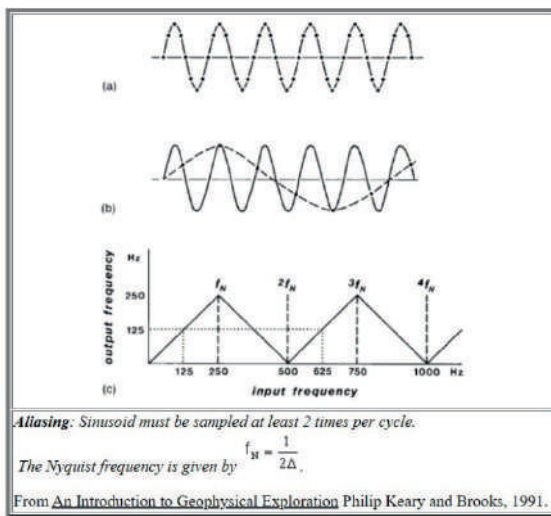 (a)
(b)
output frequency
Hz
250
125
f_N 2f_N 3f_N 4f_N
125 250 500 625 750 1000 Hz
(c) input frequency
Aliasing: Sinusoid must be sampled at least 2 times per cycle.
The Nyquist frequency is given by f_N = 1/2Δ.
From An Introduction to Geophysical Exploration Philip Keary and Brooks, 1991.